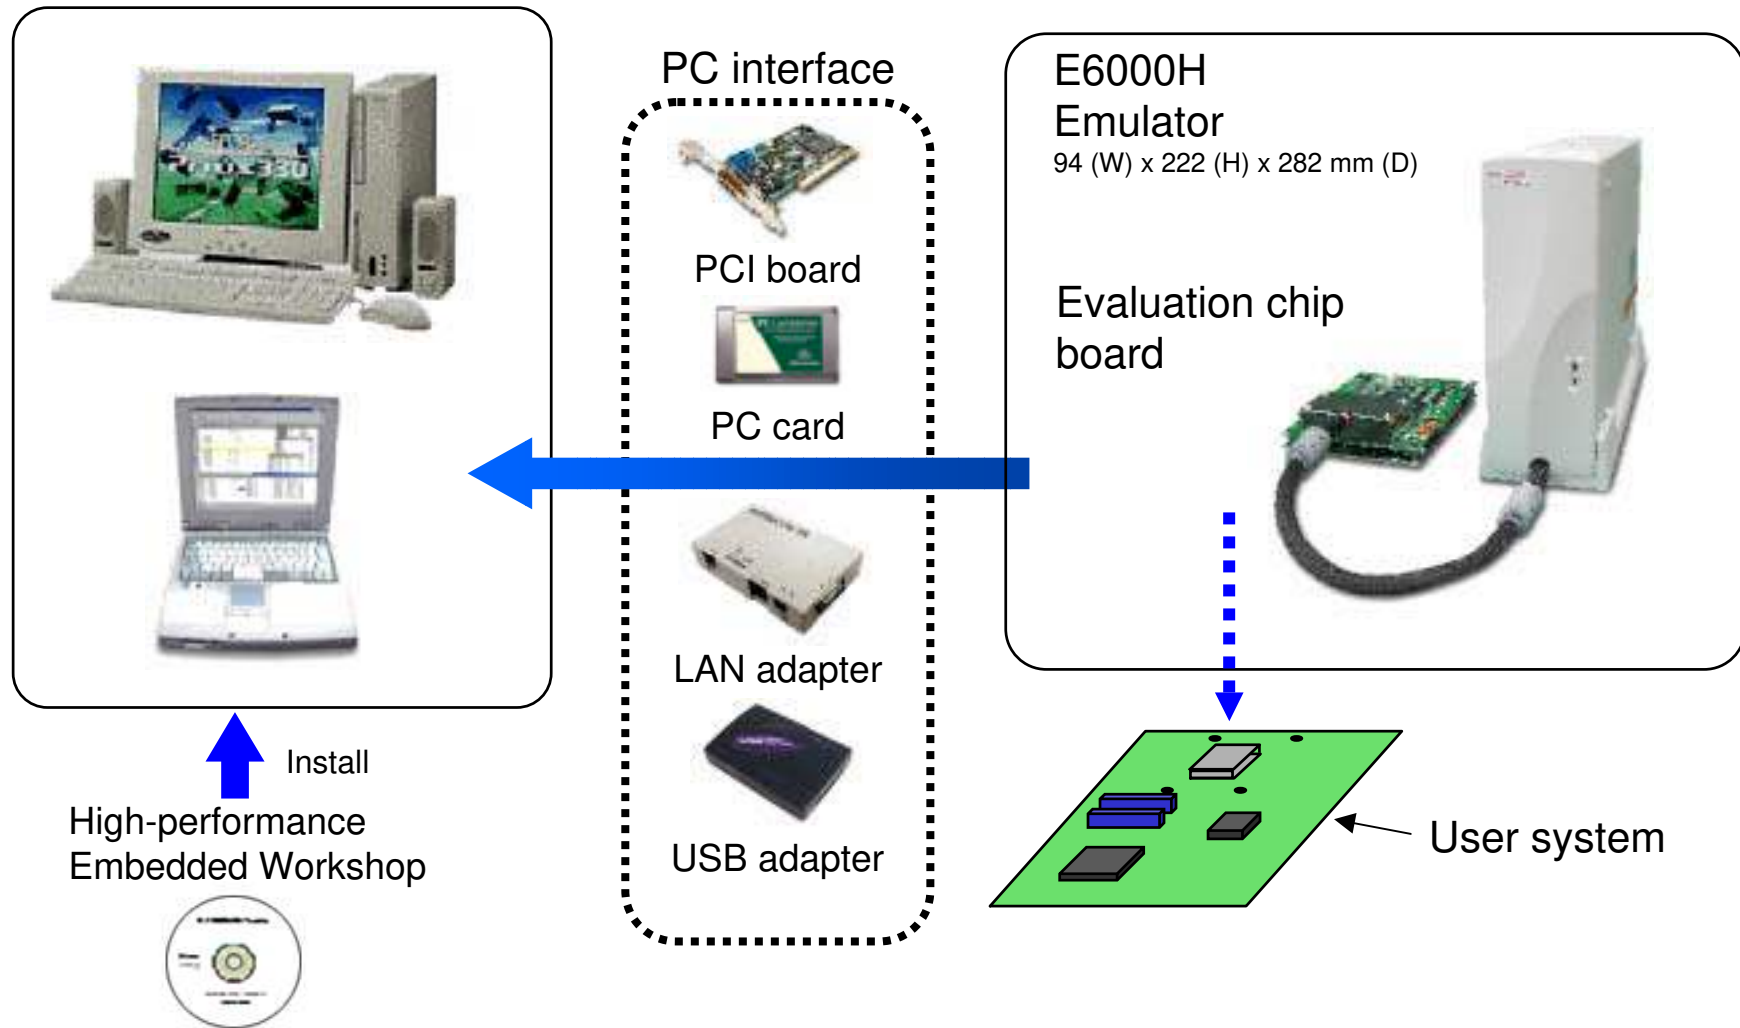 PC interface
PCI board
PC card
LAN adapter
USB adapter
E6000H
Emulator
94 (W) x 222 (H) x 282 mm (D)
Evaluation chip
board
User system
Install
High-performance
Embedded Workshop